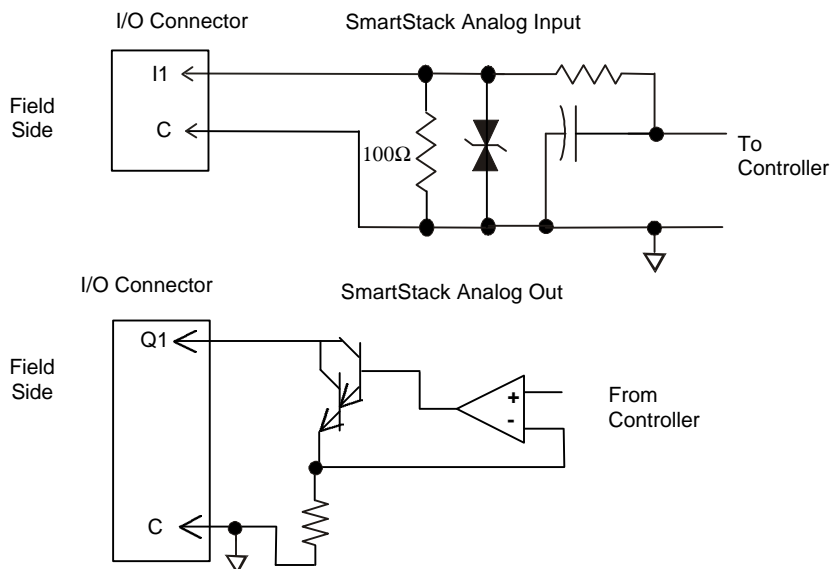 I/O Connector
SmartStack Analog Input
Field
Side
I1
C
100Ω
To
Controller
I/O Connector
SmartStack Analog Out
Field
Side
Q1
C
+
-
From
Controller